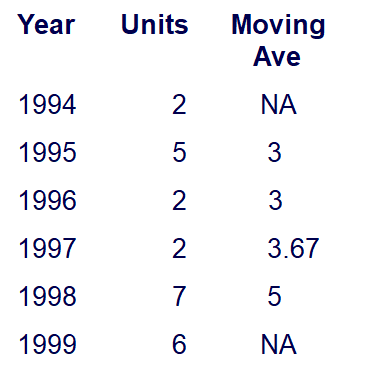 Year Units Moving
Ave
1994 2 NA
1995 5 3
1996 2 3
1997 2 3.67
1998 7 5
1999 6 NA